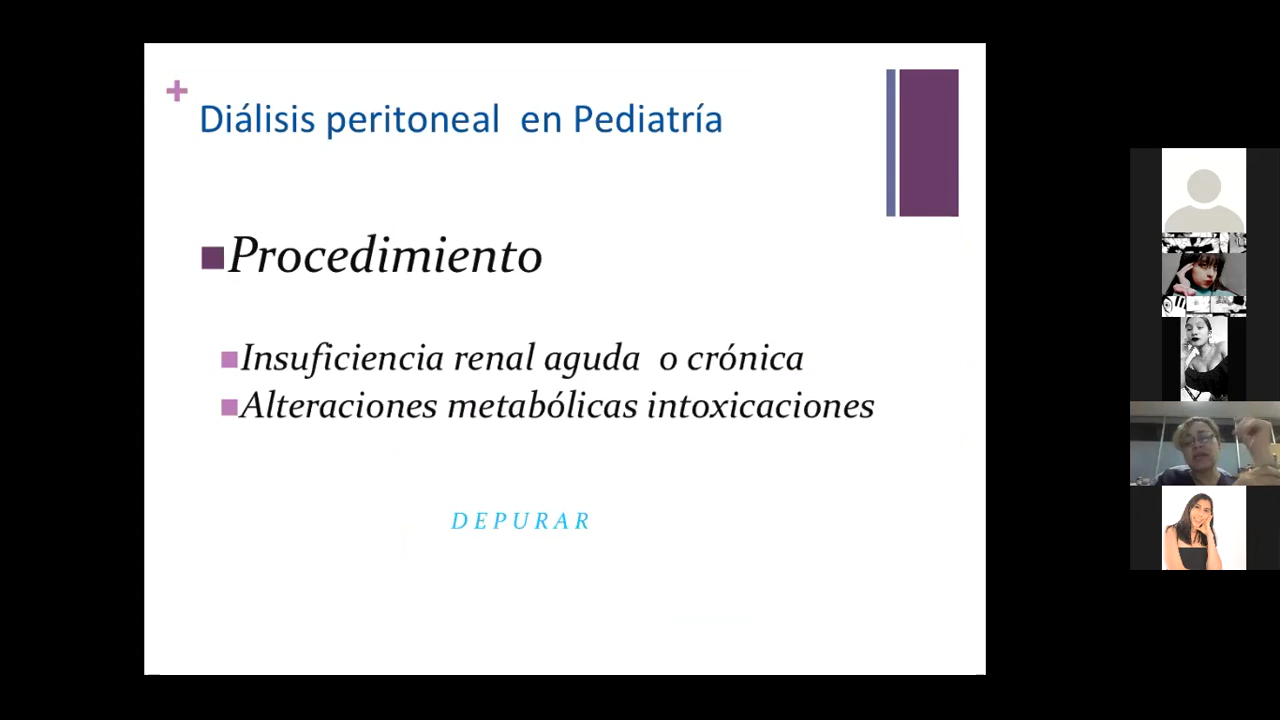 Diálisis peritoneal en Pediatría
Procedimiento
Insuficiencia renal aguda o crónica
Alteraciones metabólicas intoxicaciones
DEPURAR